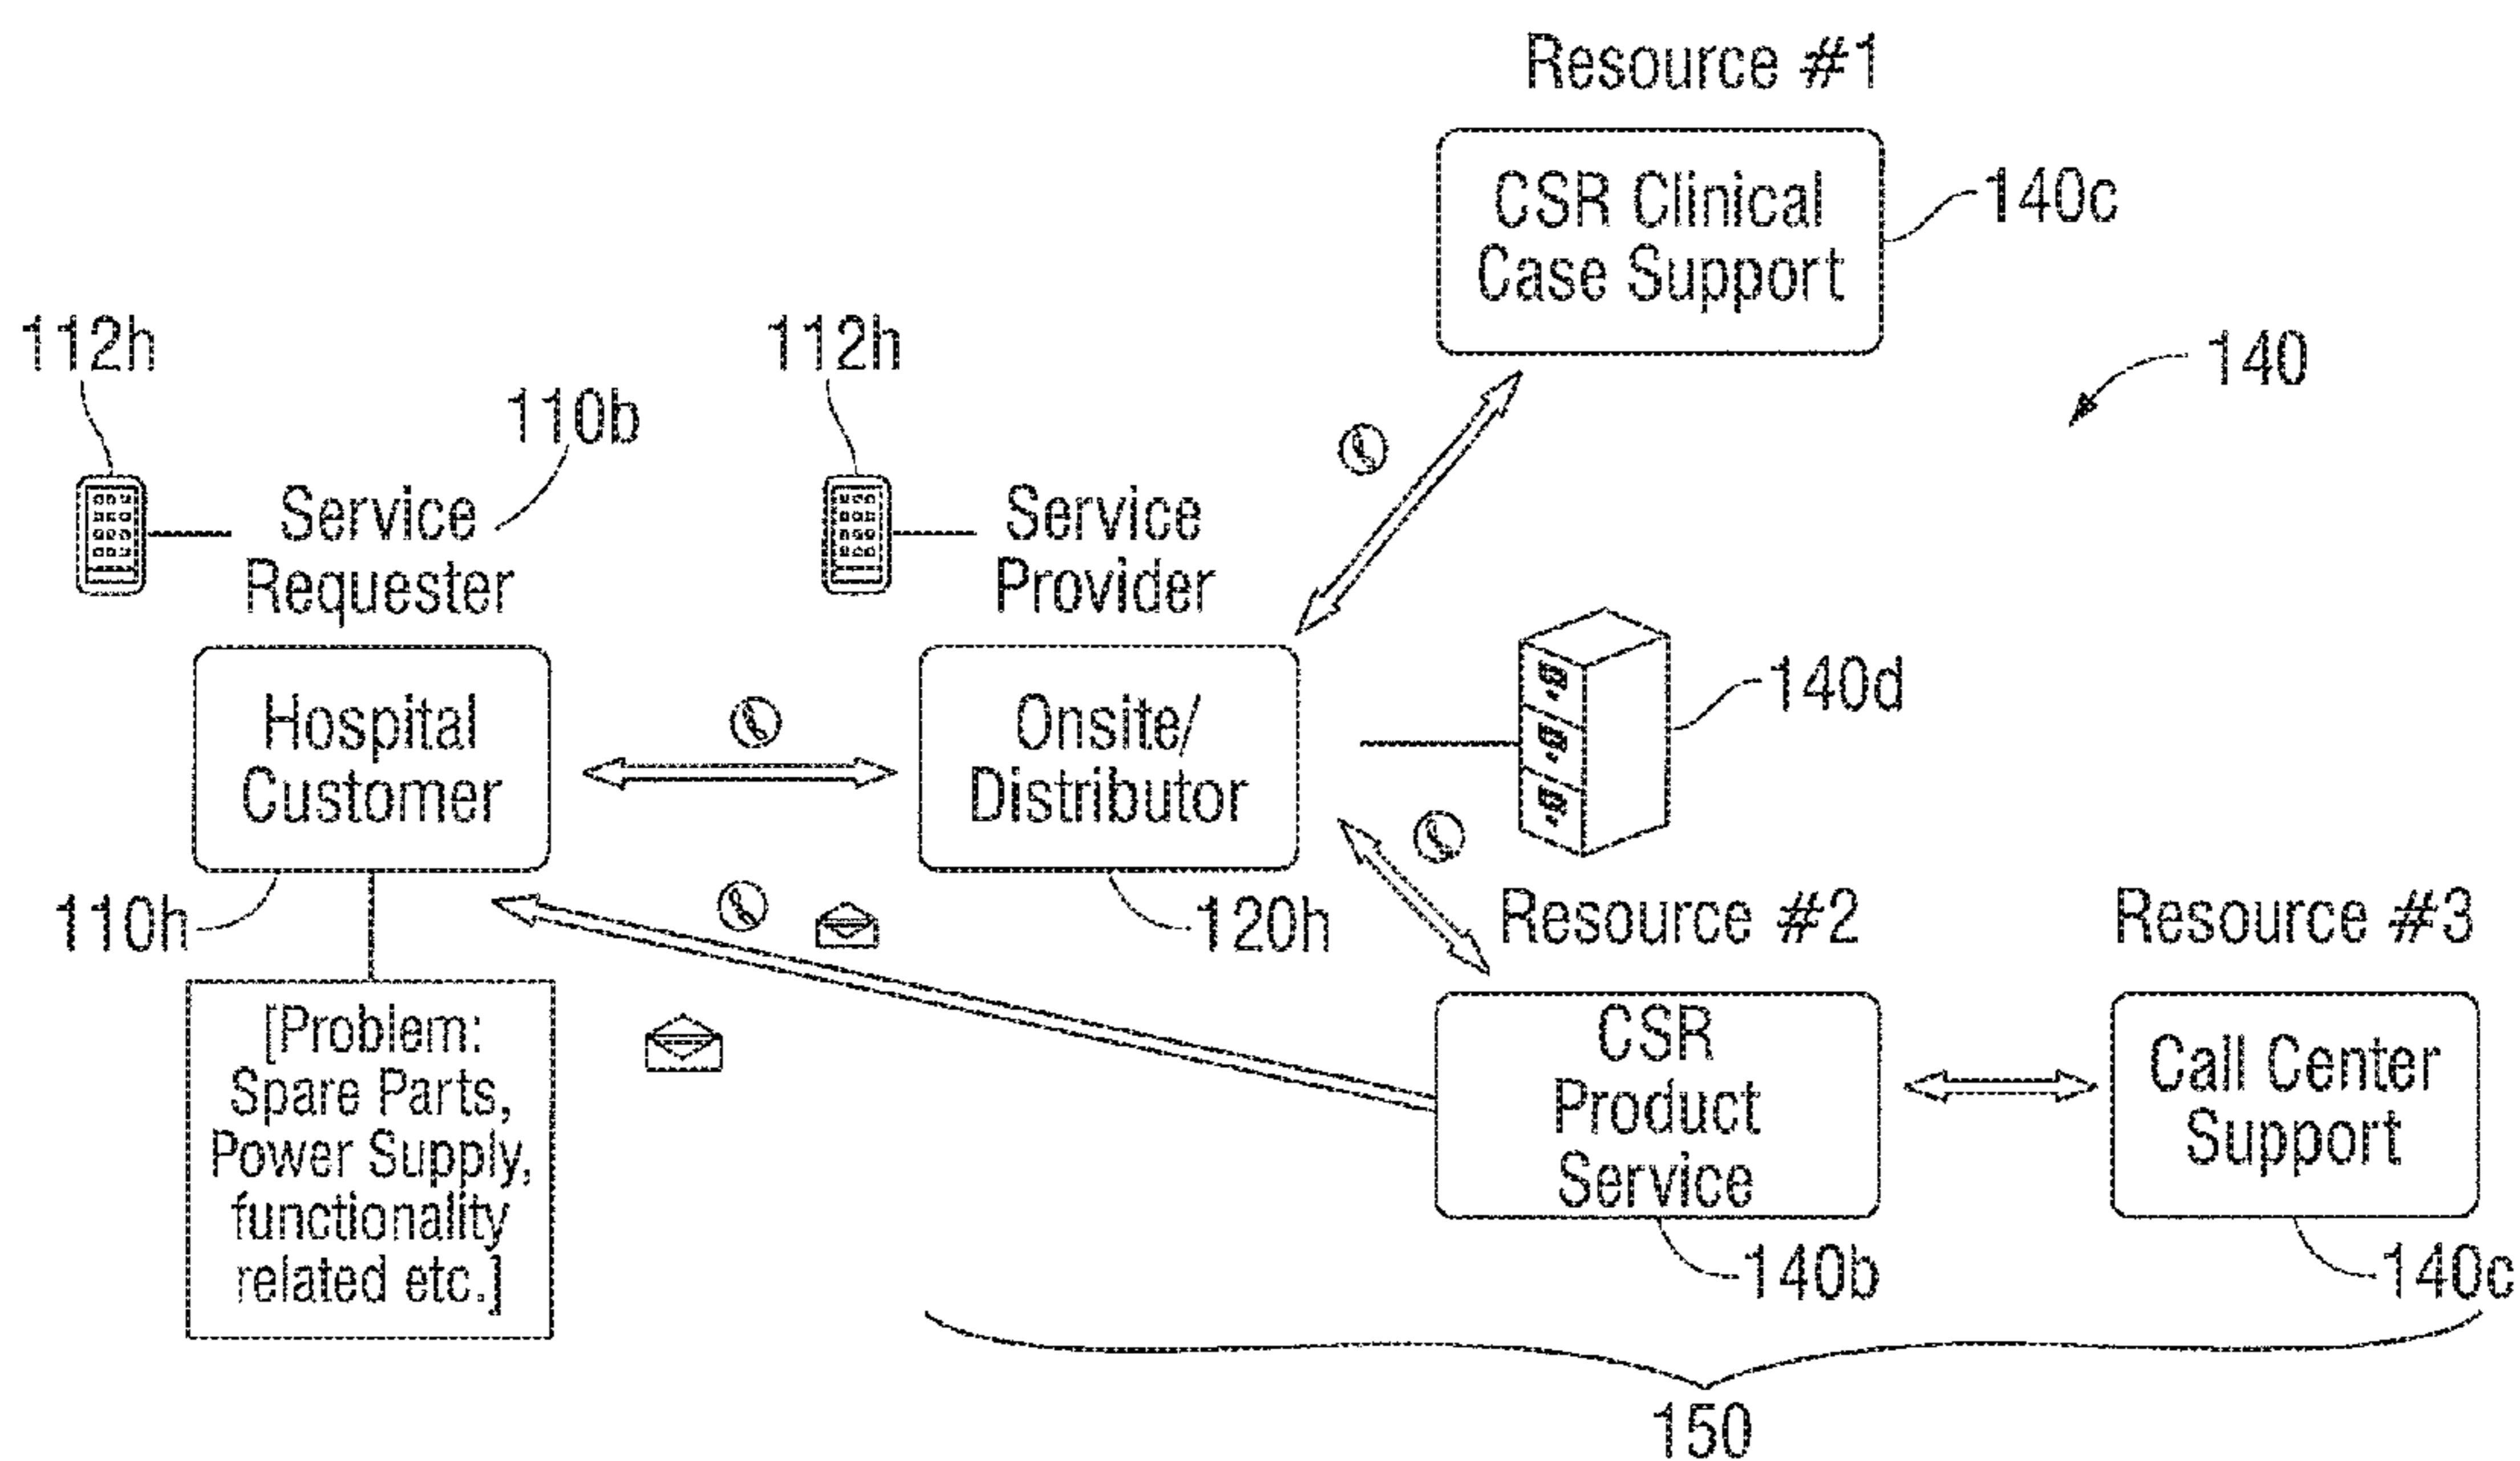 Resource #1
CSR Clinical
Case Support
140c
140
112h
112h
110b
Service
Requester
Service
Provider
Hospital
Customer
Onsite/
Distributor
140d
110h
120h
Resource #2
Resource #3
[Problem:
Spare Parts,
Power Supply,
functionality
related etc.]
CSR
Product
Service
Call Center
Support
140b
140c
150